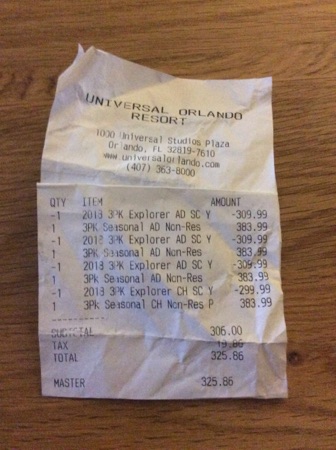 UNIVERSAL ORLANDO
RESORT
1000 Universal Studios Plaza
Orlando, FL 32819-7610
www.universalorlando.com
(407) 363-8000
QTY ITEM AMOUNT
-1 2013 3PK Explorer AD SC Y -309.99
1 3PK Seasonal AD Non-Res 383.99
-1 2013 3PK Explorer AD SC Y -309.99
1 3PK Seasonal AD Non-Res 383.99
-1 2013 3PK Explorer AD SC Y -309.99
1 3PK Seasonal AD Non-Res 383.99
-1 2013 3PK Explorer CH SC Y -299.99
1 3Pk Seasonal CH Non-Res P 383.99
------------
SUBTOTAL 306.00
TAX 19.86
TOTAL 325.86
MASTER 325.86